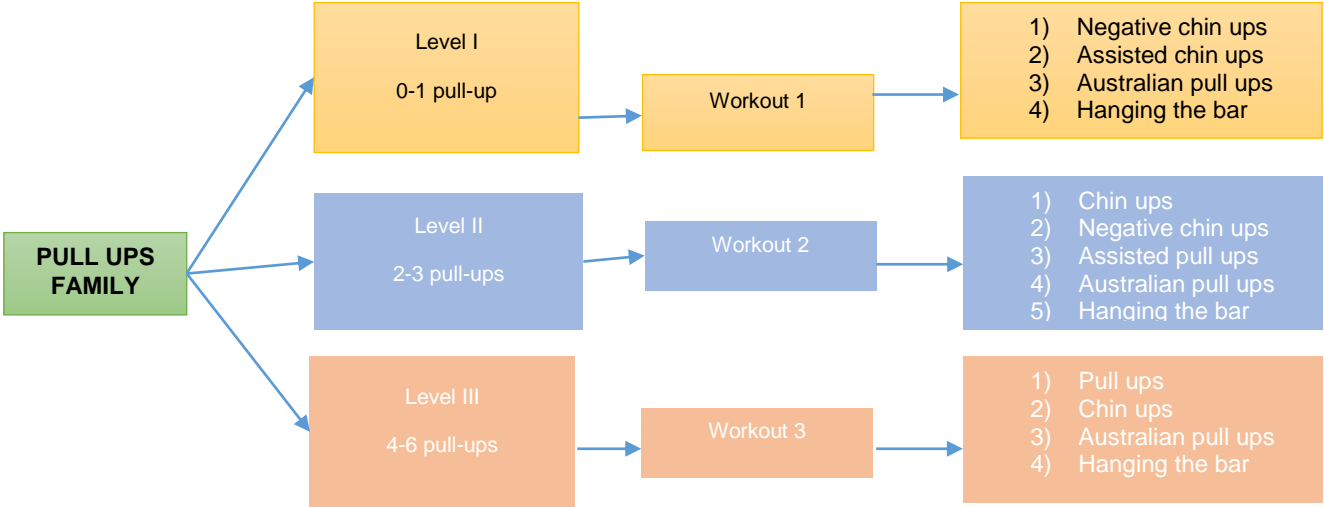 PULL UPS
FAMILY
Level I
0-1 pull-up
Workout 1
1) Negative chin ups
2) Assisted chin ups
3) Australian pull ups
4) Hanging the bar
Level II
2-3 pull-ups
Workout 2
1) Chin ups
2) Negative chin ups
3) Assisted pull ups
4) Australian pull ups
5) Hanging the bar
Level III
4-6 pull-ups
Workout 3
1) Pull ups
2) Chin ups
3) Australian pull ups
4) Hanging the bar